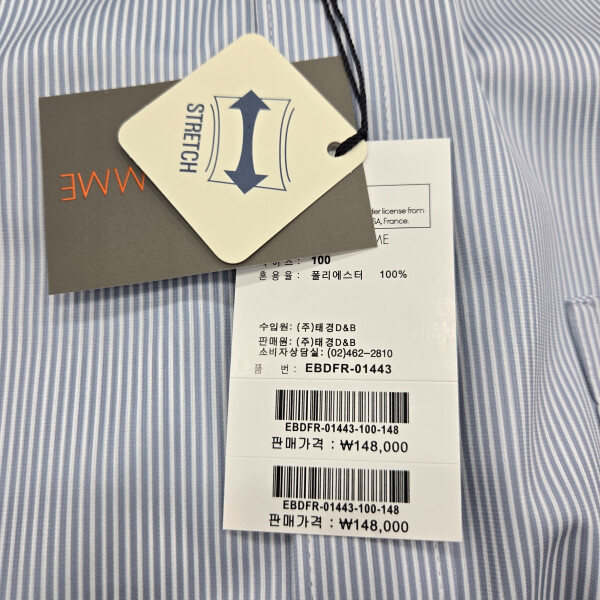 STRETCH
MME
der license from
SA, France.
ME
100
혼용율 : 폴리에스터 100%
수입원: (주)태경D&B
판매원: (주)태경D&B
소비자상담실: (02)462-2810
품 번 : EBDFR-01443
EBDFR-01443-100-148
판매가격 : ₩148,000
EBDFR-01443-100-148
판매가격 : ₩148,000